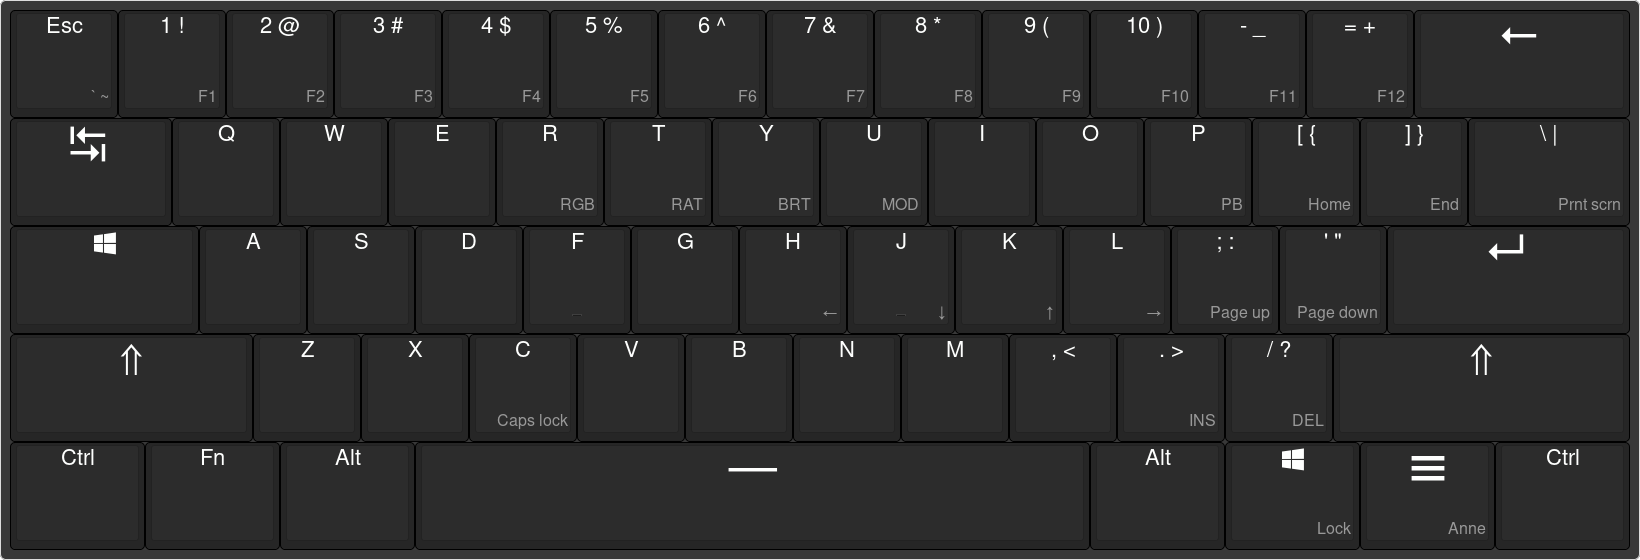 Esc 1 ! 2 @ 3 # 4 $ 5 % 6 ^ 7 & 8 * 9 ( 10 ) - _ = + ←
` ~ F1 F2 F3 F4 F5 F6 F7 F8 F9 F10 F11 F12
Q W E R T Y U I O P [ { ] } \ |
RGB RAT BRT MOD PB Home End Prnt scrn
A S D F G H J K L ; : ' "
_ ← _ ↓ ↑ → Page up Page down
⇑ Z X C V B N M , < . > / ? ⇑
Caps lock INS DEL
Ctrl Fn Alt Alt Ctrl
Lock Anne